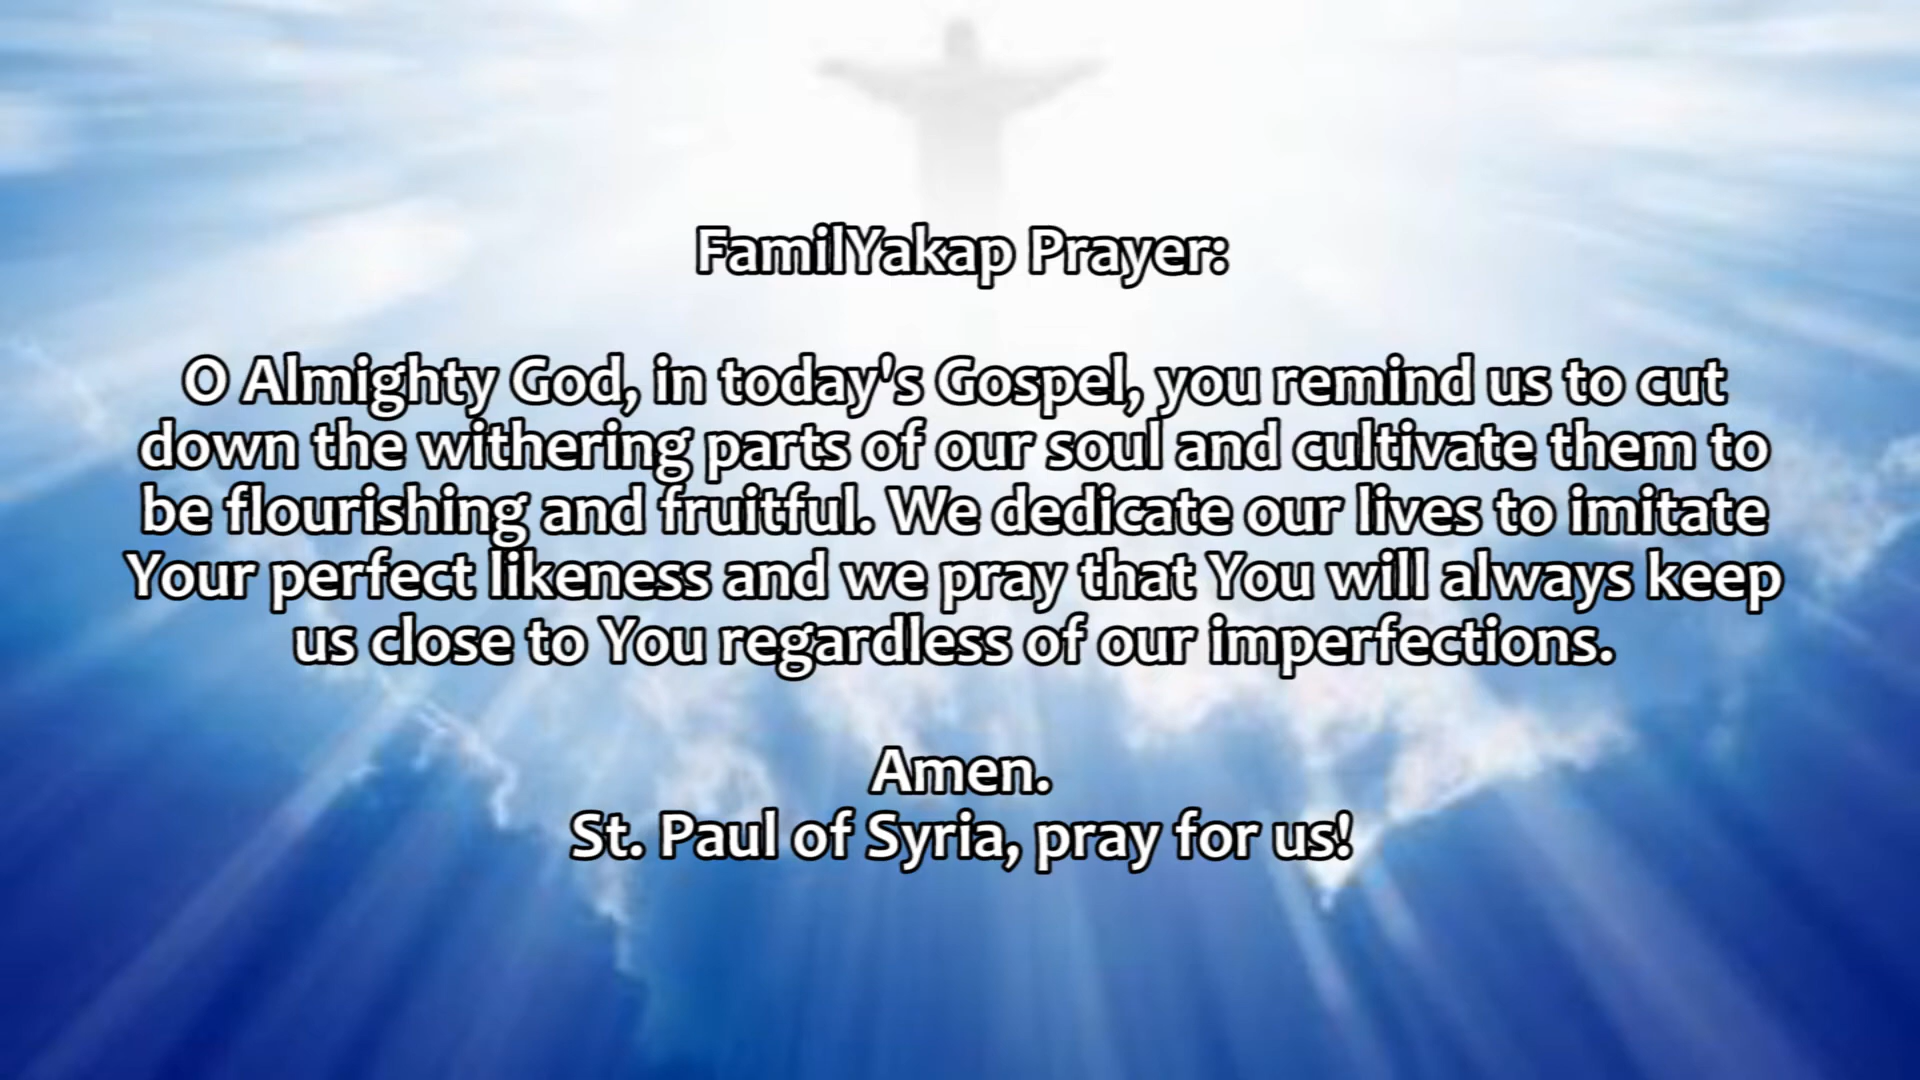 FamilYakap Prayer:
O Almighty God, in today's Gospel, you remind us to cut
down the withering parts of our soul and cultivate them to
be flourishing and fruitful. We dedicate our lives to imitate
Your perfect likeness and we pray that You will always keep
us close to You regardless of our imperfections.
Amen.
St. Paul of Syria, pray for us!